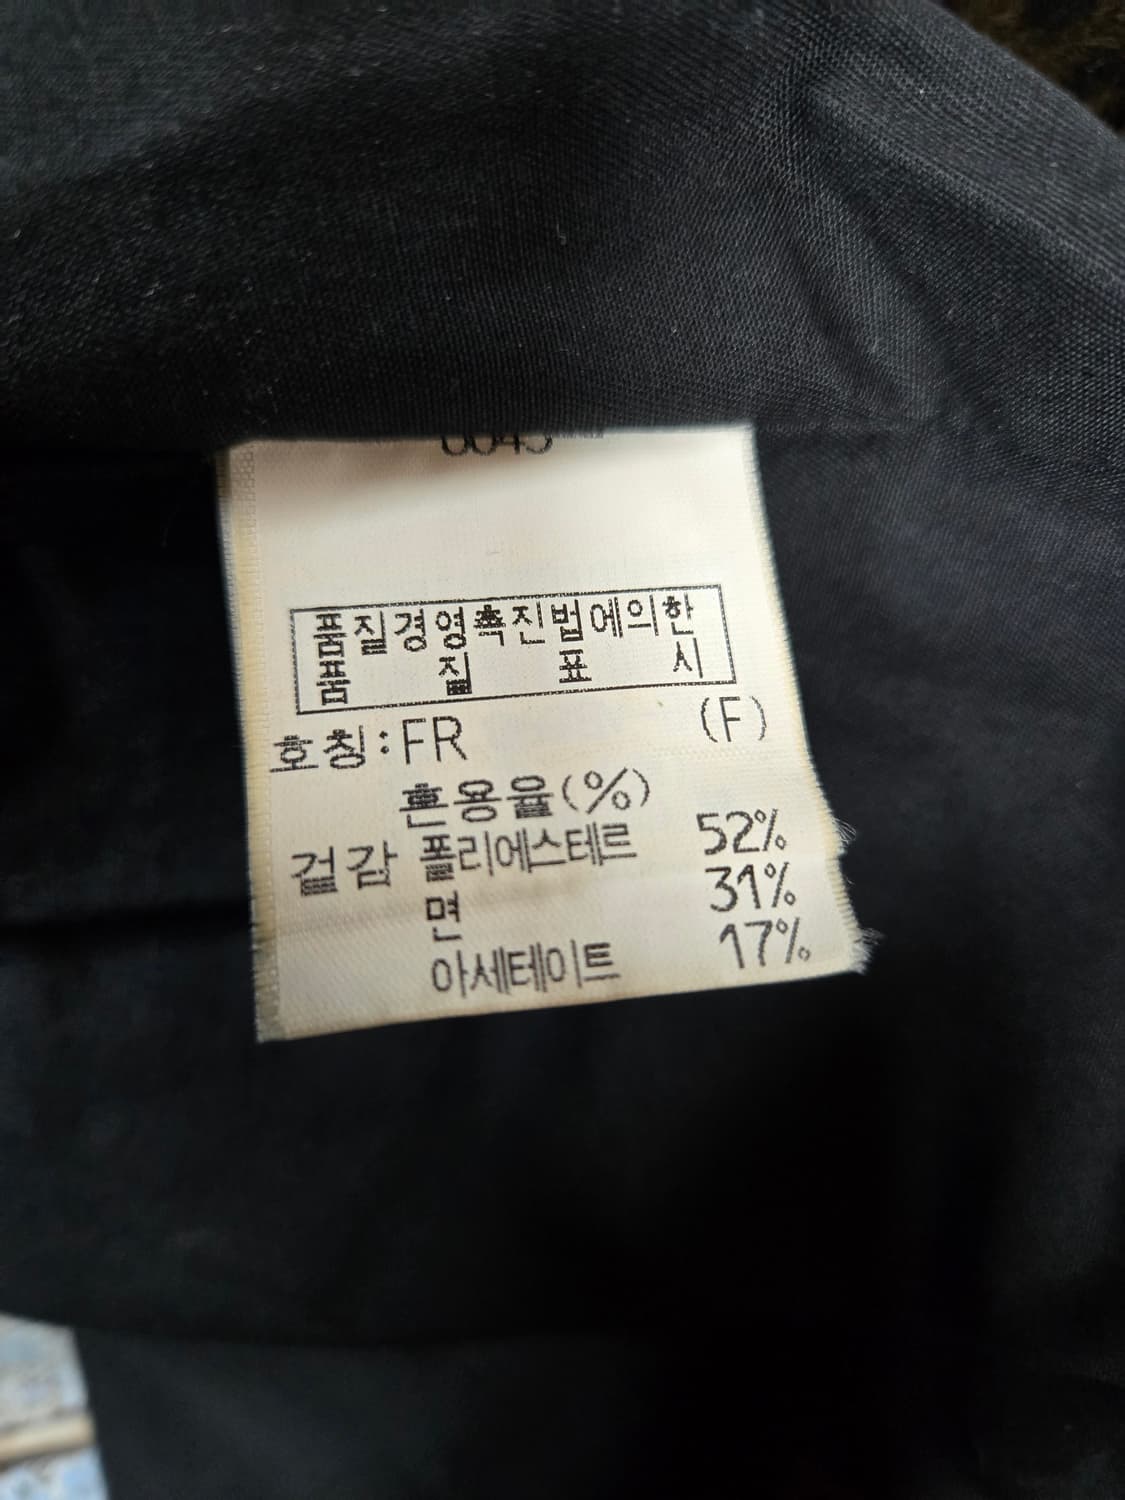 품질경영촉진법에의한
품 질 표 시
호칭:FR (F)
혼용율(%)
겉감 폴리에스테르 52%
면 31%
아세테이트 17%